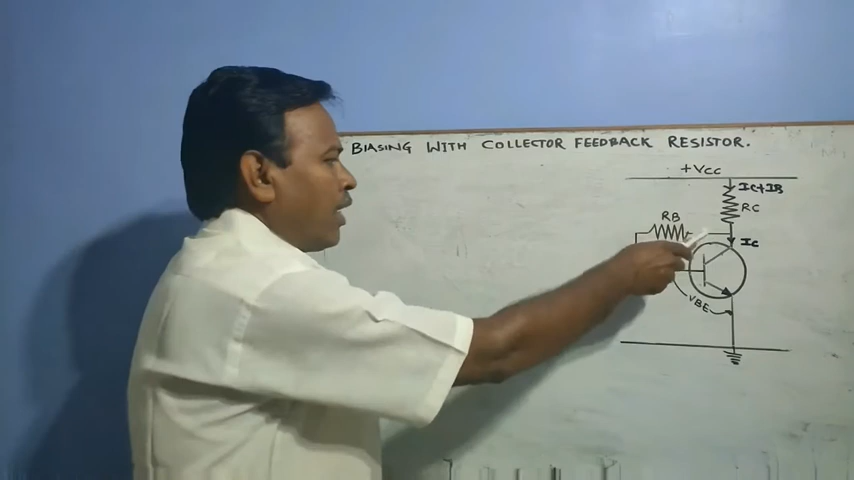 BIASING WITH COLLECTOR FEEDBACK RESISTOR.
+VCC
IC+IB
RC
RB
IC
VBE